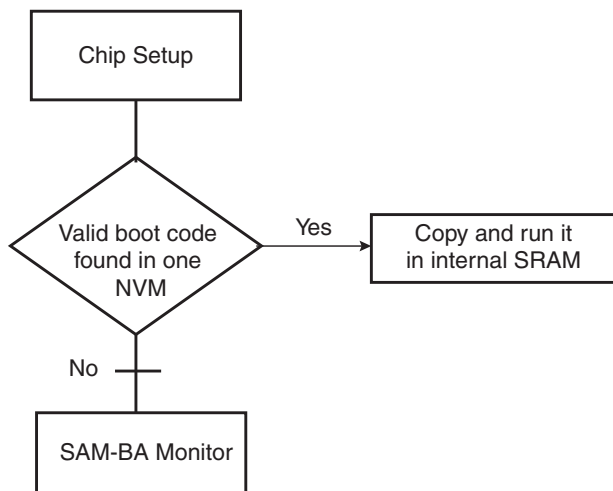 Chip Setup
Valid boot code
found in one
NVM
Yes
Copy and run it
in internal SRAM
No
SAM-BA Monitor